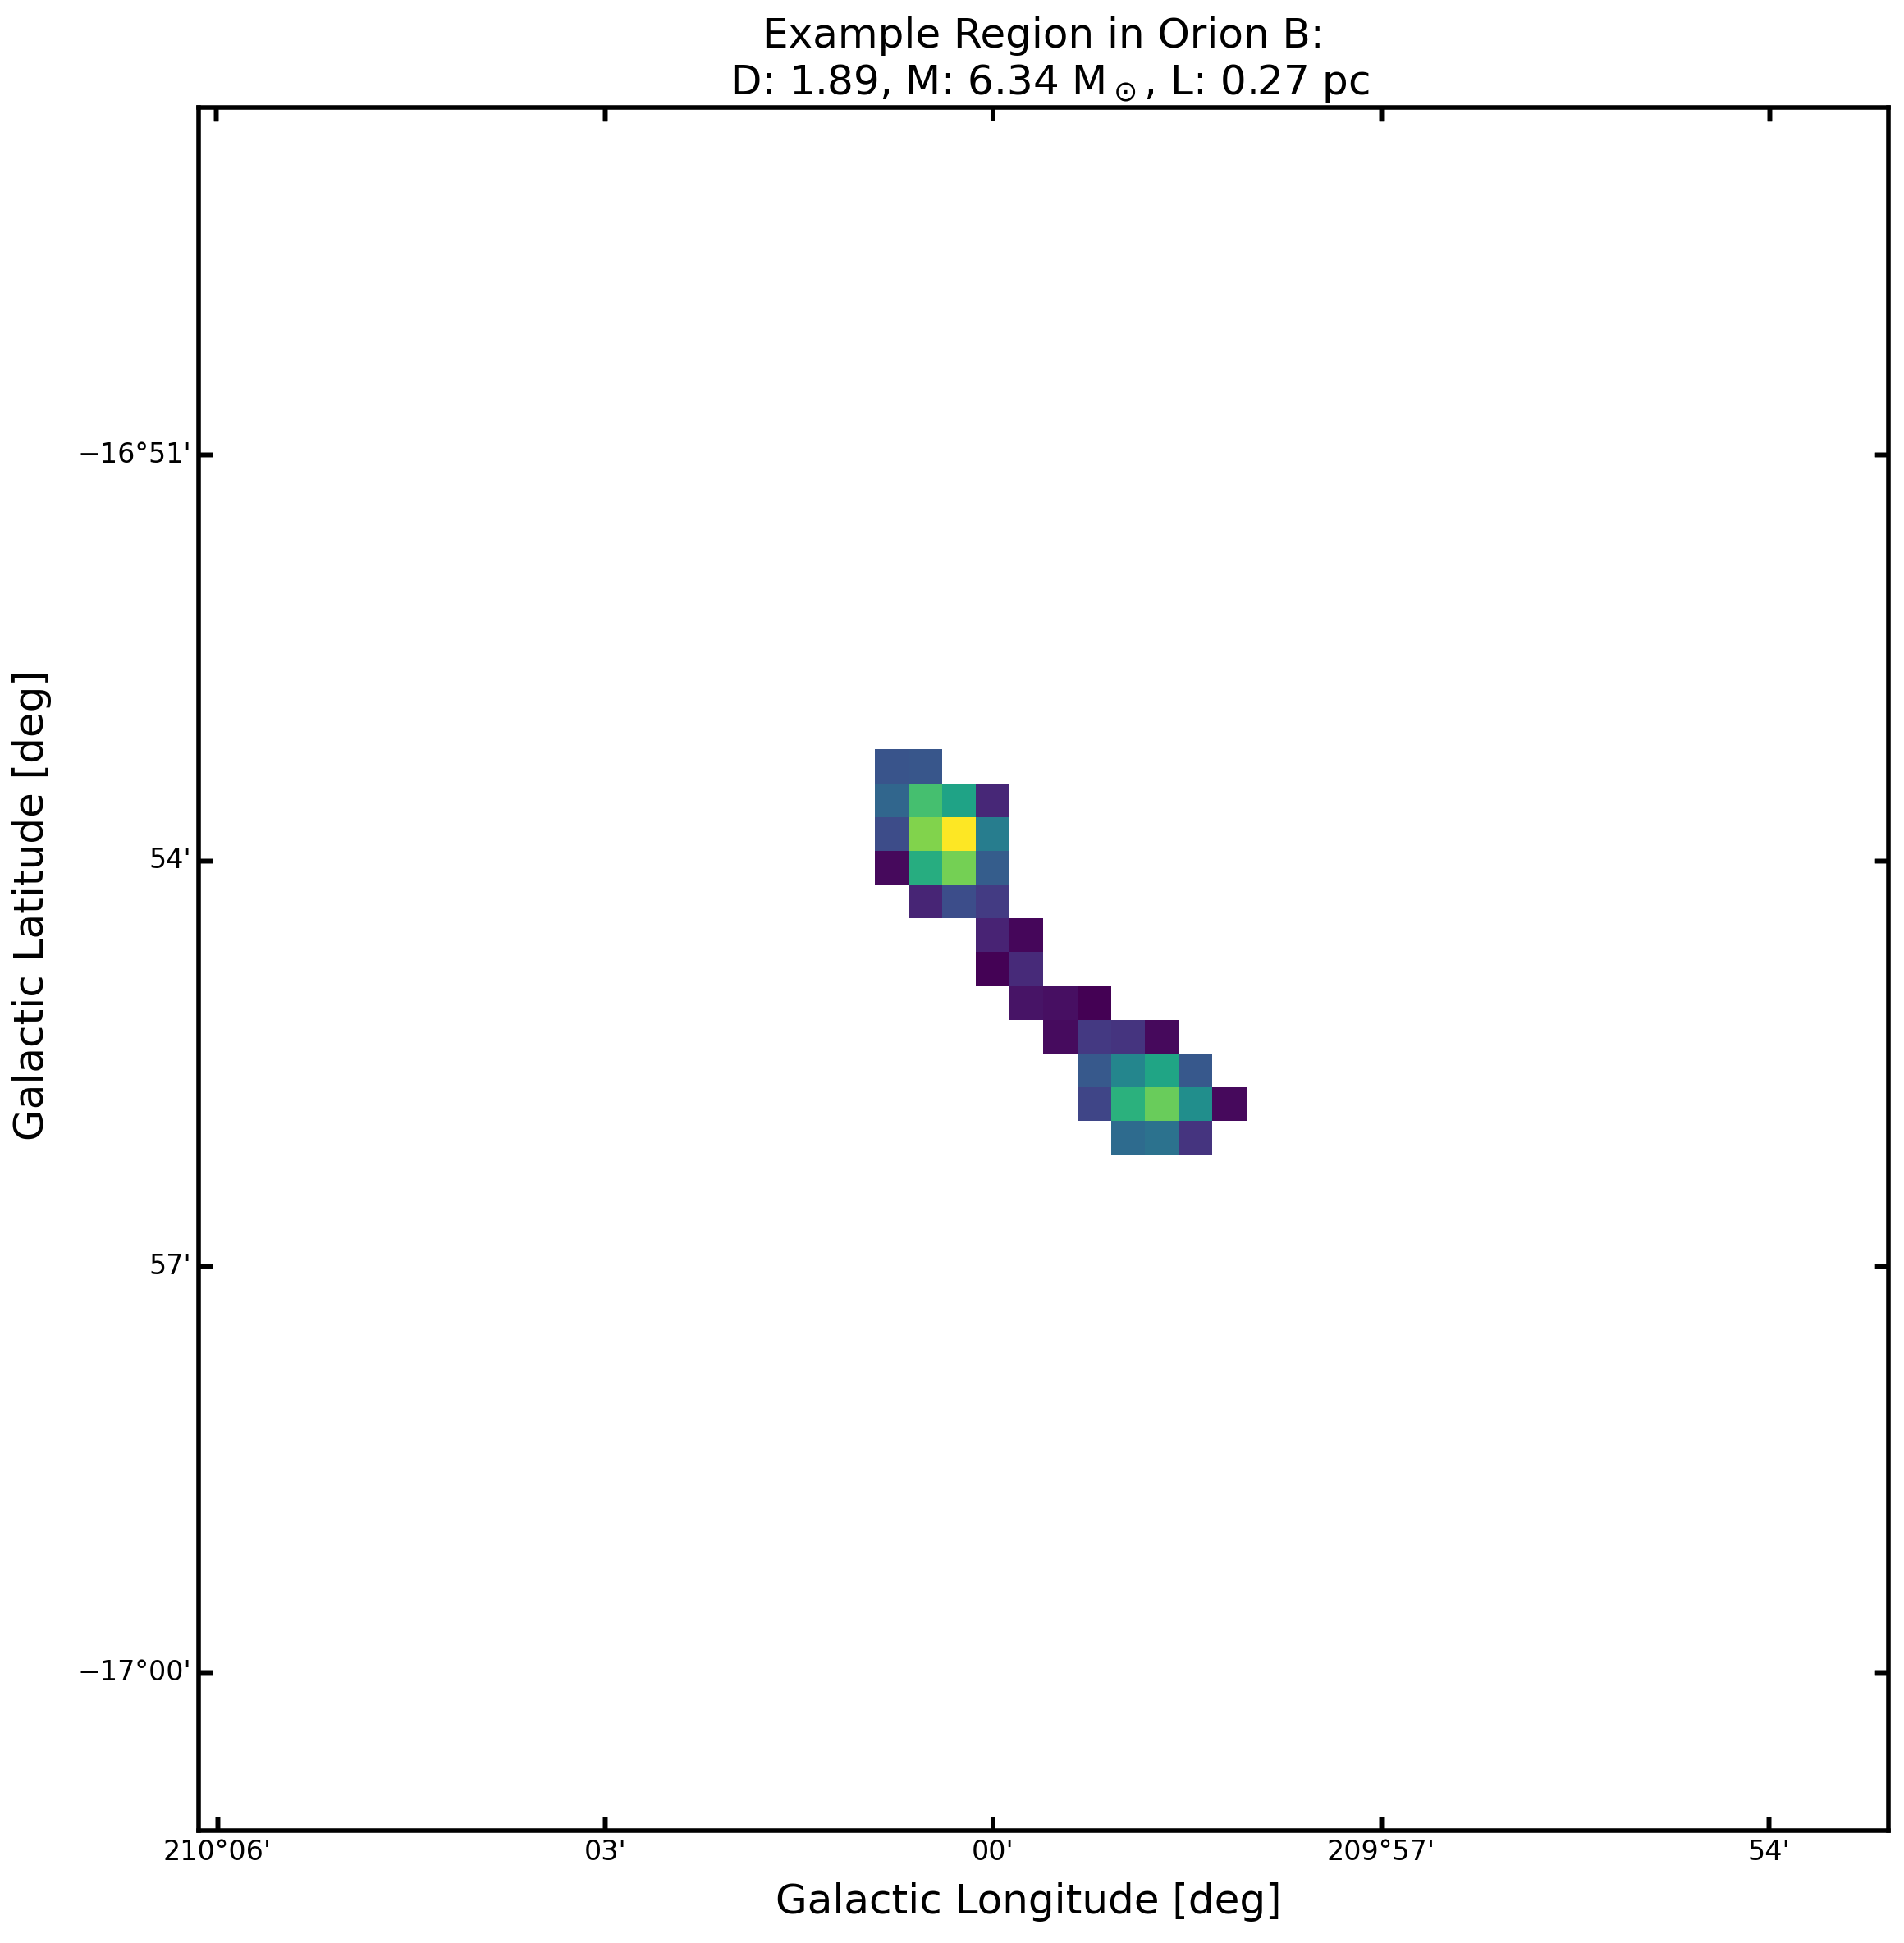 Example Region in Orion B:
D: 1.89, M: 6.34 M⊙, L: 0.27 pc
−16°51'
54'
57'
−17°00'
Galactic Latitude [deg]
210°06' 03' 00' 209°57' 54'
Galactic Longitude [deg]